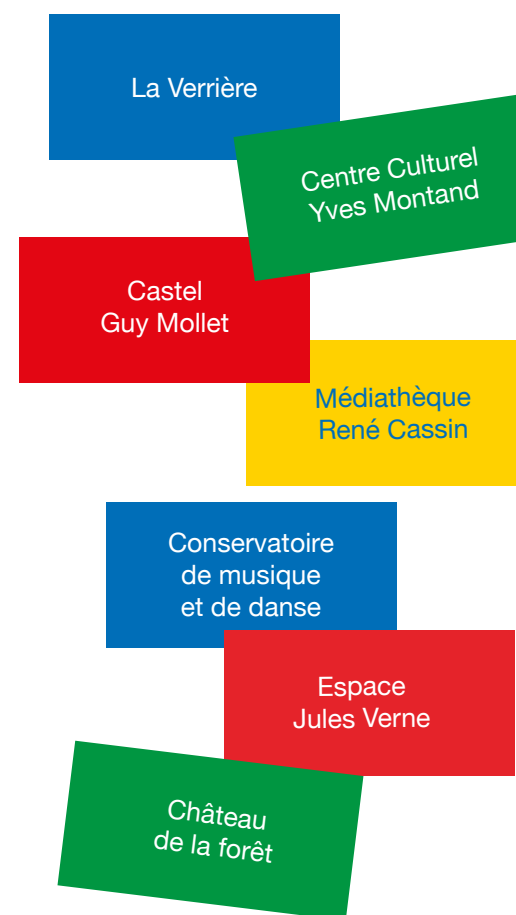 La Verrière
Centre Culturel
Yves Montand
Castel
Guy Mollet
Médiathèque
René Cassin
Conservatoire
de musique
et de danse
Espace
Jules Verne
Château
de la forêt